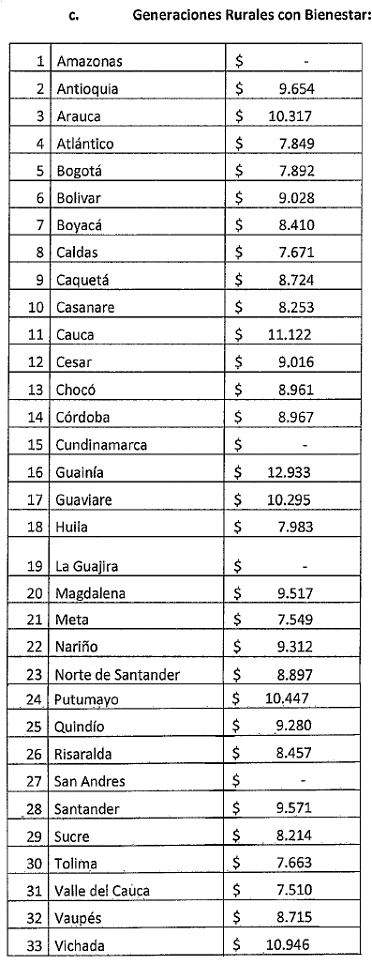 c. Generaciones Rurales con Bienestar:
1 Amazonas $ -
2 Antioquia $ 9.654
3 Arauca $ 10.317
4 Atlántico $ 7.849
5 Bogotá $ 7.892
6 Bolivar $ 9.028
7 Boyacá $ 8.410
8 Caldas $ 7.671
9 Caquetá $ 8.724
10 Casanare $ 8.253
11 Cauca $ 11.122
12 Cesar $ 9.016
13 Chocó $ 8.961
14 Córdoba $ 8.967
15 Cundinamarca $ -
16 Guainía $ 12.933
17 Guaviare $ 10.295
18 Huila $ 7.983
19 La Guajira $ -
20 Magdalena $ 9.517
21 Meta $ 7.549
22 Nariño $ 9.312
23 Norte de Santander $ 8.897
24 Putumayo $ 10.447
25 Quindío $ 9.280
26 Risaralda $ 8.457
27 San Andres $ -
28 Santander $ 9.571
29 Sucre $ 8.214
30 Tolima $ 7.663
31 Valle del Cauca $ 7.510
32 Vaupés $ 8.715
33 Vichada $ 10.946